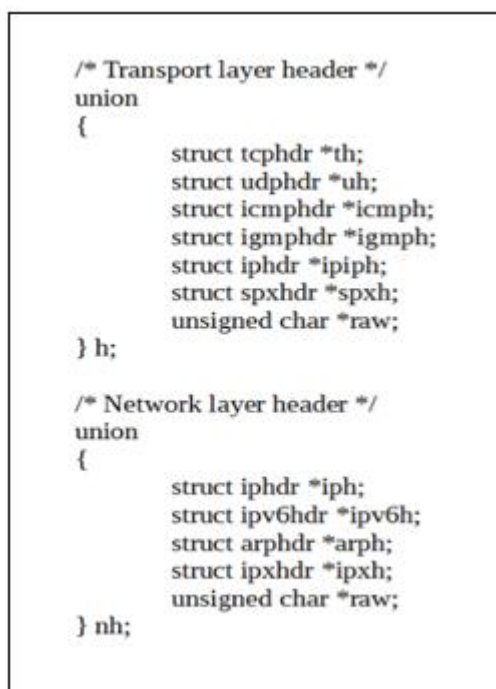 /* Transport layer header */
union
{
struct tcphdr *th;
struct udphdr *uh;
struct icmphdr *icmph;
struct igmphdr *igmph;
struct iphdr *ipiph;
struct spxhdr *spxh;
unsigned char *raw;
} h;
/* Network layer header */
union
{
struct iphdr *iph;
struct ipv6hdr *ipv6h;
struct arphdr *arph;
struct ipxhdr *ipxh;
unsigned char *raw;
} nh;